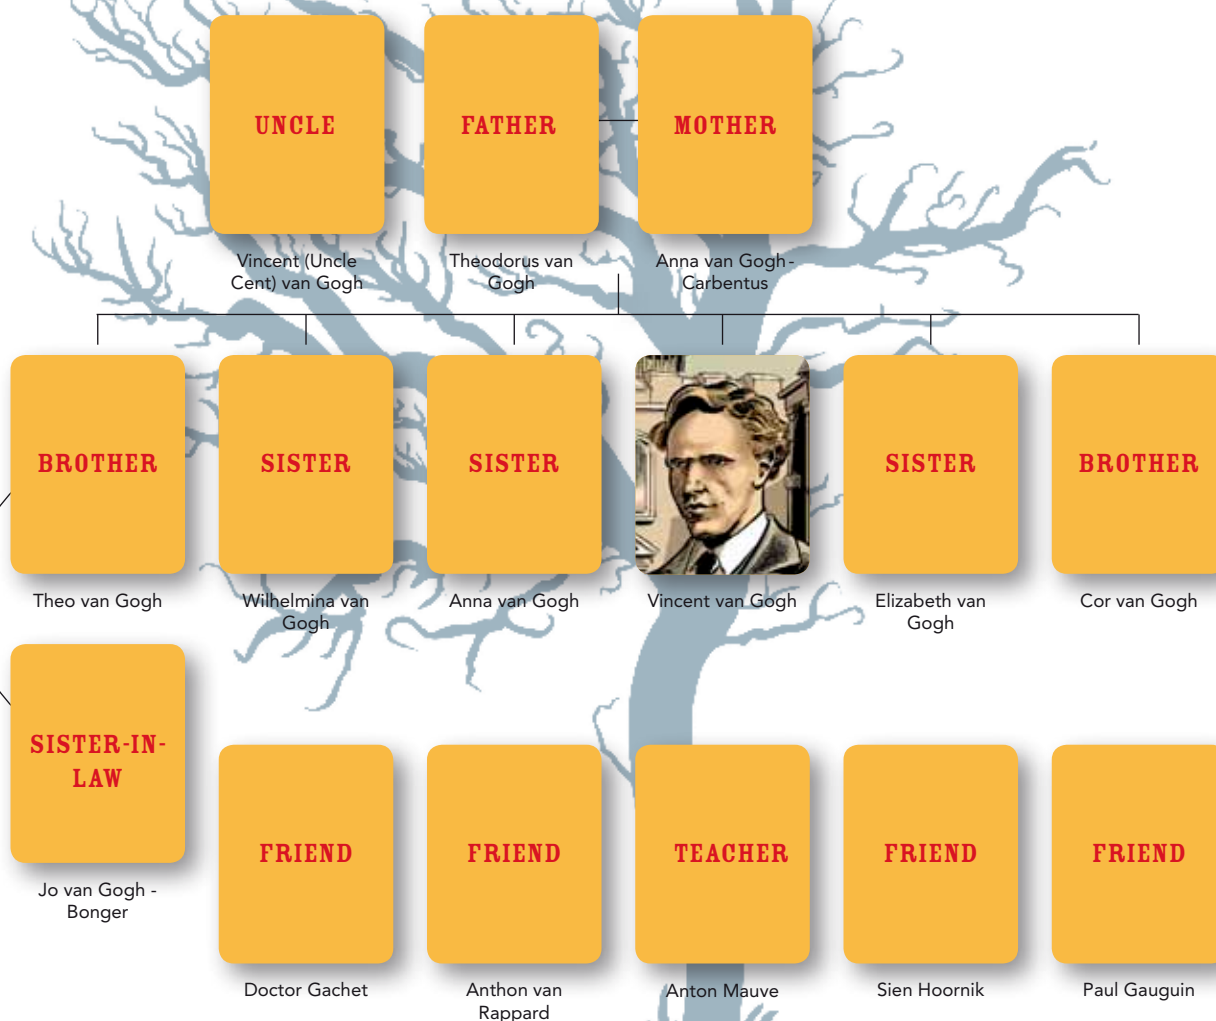 UNCLE
FATHER
MOTHER
Vincent (Uncle
Cent) van Gogh
Theodorus van
Gogh
Anna van Gogh-
Carbentus
BROTHER
SISTER
SISTER
SISTER
BROTHER
Theo van Gogh
Wilhelmina van
Gogh
Anna van Gogh
Vincent van Gogh
Elizabeth van
Gogh
Cor van Gogh
SISTER-IN-
LAW
Jo van Gogh -
Bonger
FRIEND
FRIEND
TEACHER
FRIEND
FRIEND
Doctor Gachet
Anthon van
Rappard
Anton Mauve
Sien Hoornik
Paul Gauguin